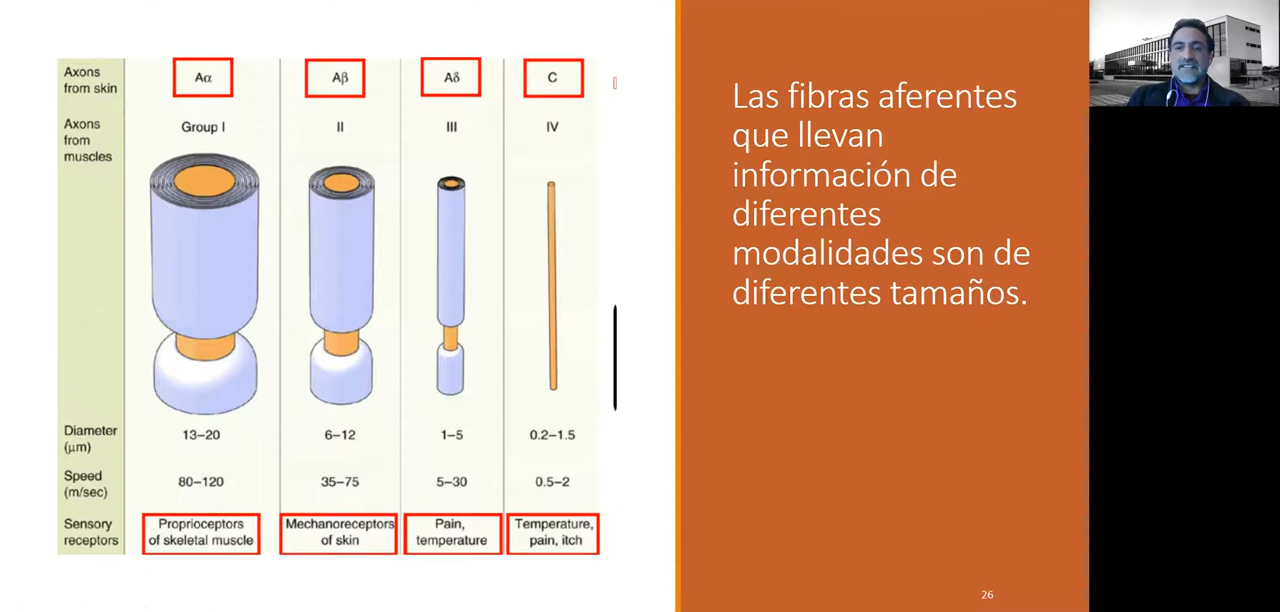 Axons
from skin
Aα
Aβ
Aδ
C
Axons
from
muscles
Group I
II
III
IV
Diameter
(μm)
13–20
6–12
1–5
0.2–1.5
Speed
(m/sec)
80–120
35–75
5–30
0.5–2
Sensory
receptors
Proprioceptors
of skeletal muscle
Mechanoreceptors
of skin
Pain,
temperature
Temperature,
pain, itch
Las fibras aferentes
que llevan
información de
diferentes
modalidades son de
diferentes tamaños.
26